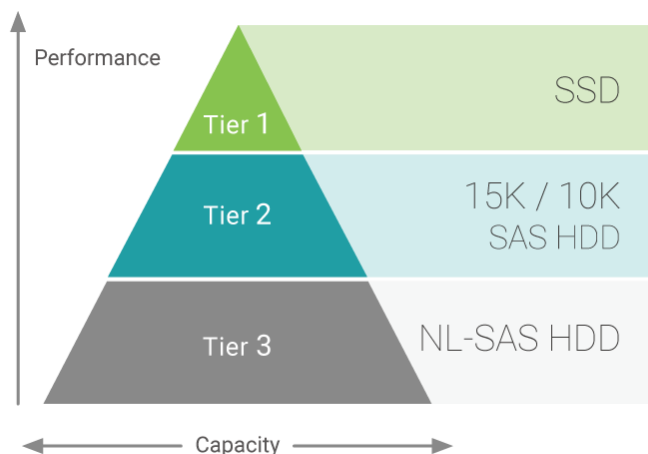 Performance
SSD
Tier 1
15K / 10K
SAS HDD
Tier 2
NL-SAS HDD
Tier 3
Capacity